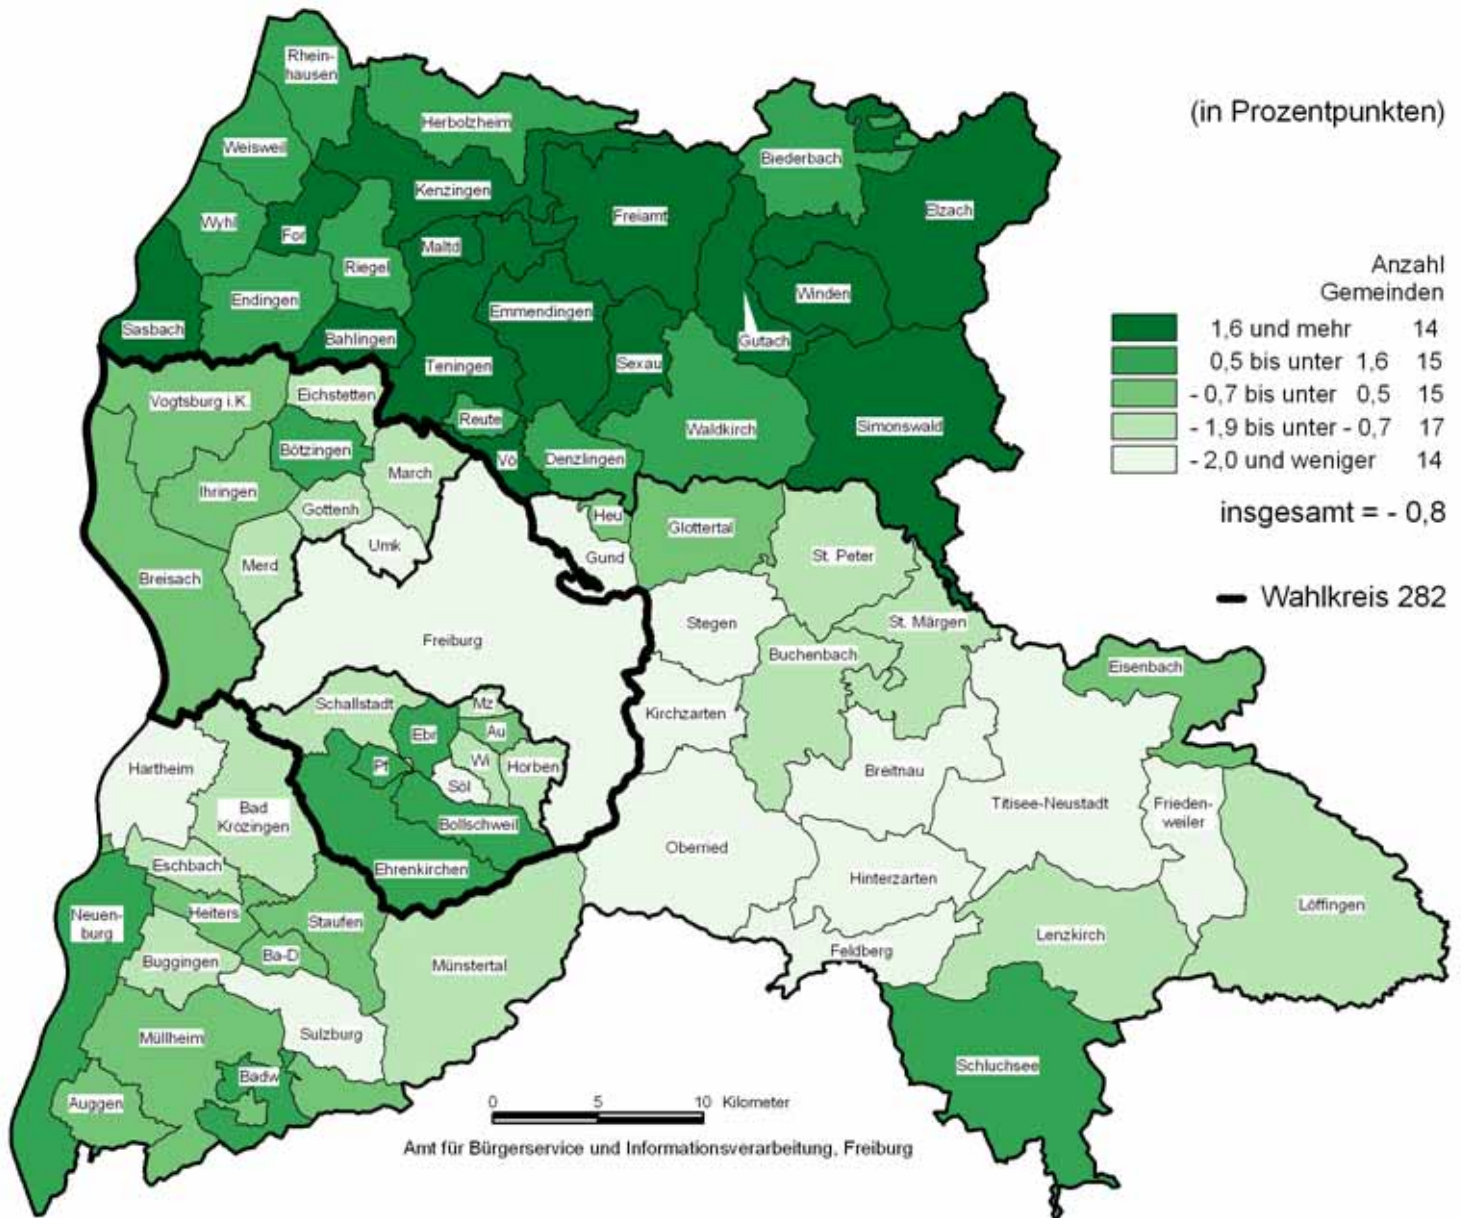 (in Prozentpunkten)
Anzahl
Gemeinden
1,6 und mehr 14
0,5 bis unter 1,6 15
- 0,7 bis unter 0,5 15
- 1,9 bis unter - 0,7 17
- 2,0 und weniger 14
insgesamt = - 0,8
Wahlkreis 282
Rhein-
hausen
Herbolzheim
Weisweil
Biederbach
Kenzingen
Elzach
Freiamt
Wyhl
For
Maltd
Riegel
Winden
Endingen
Emmendingen
Sasbach
Bahlingen
Gutach
Teningen
Sexau
Eichstetten
Vogtsburg i.K.
Reute
Waldkirch
Simonswald
Bötzingen
Vö
Denzlingen
March
Ihringen
Gottenh
Heu
Glottertal
Umk
Gund
St. Peter
Merd
Breisach
Stegen
St. Märgen
Freiburg
Buchenbach
Eisenbach
Schallstadt
Mz
Kirchzarten
Ebr
Au
Hartheim
Pf
Wi
Horben
Breitnau
Söl
Titisee-Neustadt
Frieden-
weiler
Bad
Krozingen
Bollschweil
Oberried
Eschbach
Ehrenkirchen
Hinterzarten
Neuen-
burg
Heiters
Staufen
Löffingen
Lenzkirch
Feldberg
Buggingen
Ba-D
Münstertal
Sulzburg
Müllheim
Schluchsee
Badw
Auggen
0 5 10 Kilometer
Amt für Bürgerservice und Informationsverarbeitung, Freiburg